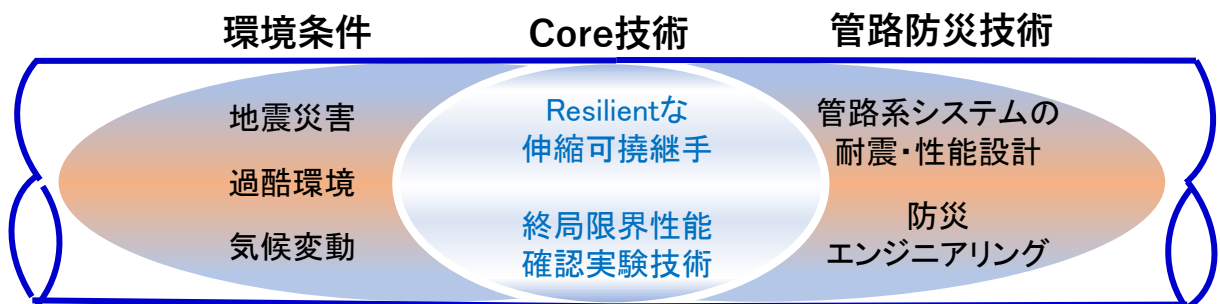 環境条件
Core技術
管路防災技術
地震災害
過酷環境
気候変動
Resilientな
伸縮可撓継手
終局限界性能
確認実験技術
管路系システムの
耐震・性能設計
防災
エンジニアリング